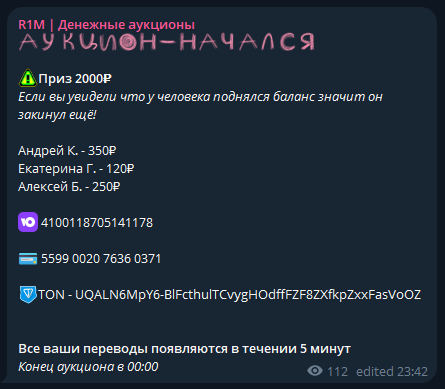 R1M | Денежные аукционы
АУКЦИОН-НАЧАЛСЯ
Приз 2000₽
Если вы увидели что у человека поднялся баланс значит он
закинул ещё!
Андрей К. - 350₽
Екатерина Г. - 120₽
Алексей Б. - 250₽
4100118705141178
5599 0020 7636 0371
TON - UQALN6MpY6-BlFcthulTCvygHOdffFZF8ZXfkpZxxFasVoOZ
Все ваши переводы появляются в течении 5 минут
Конец аукциона в 00:00
112 edited 23:42